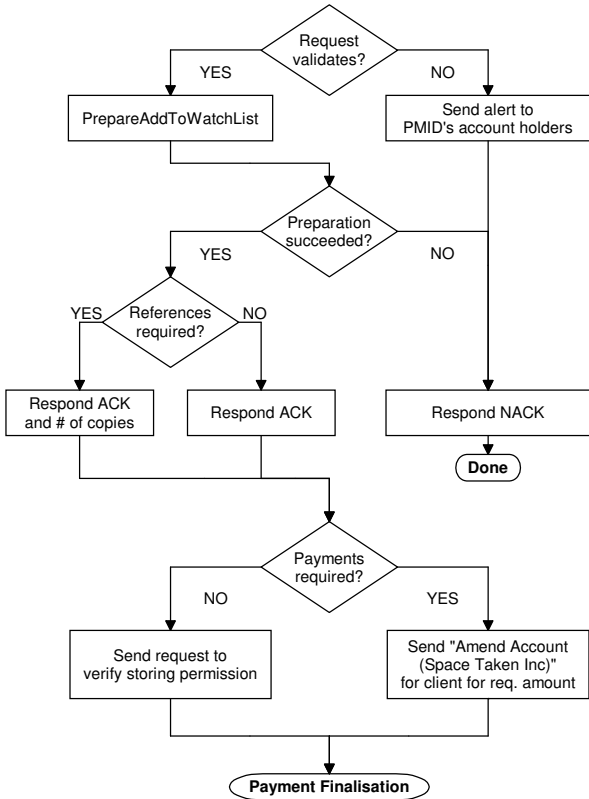 Request
validates?
YES
NO
PrepareAddToWatchList
Send alert to
PMID's account holders
Preparation
succeeded?
YES
NO
References
required?
YES
NO
Respond ACK
and # of copies
Respond ACK
Respond NACK
Done
Payments
required?
NO
YES
Send request to
verify storing permission
Send "Amend Account
(Space Taken Inc)"
for client for req. amount
Payment Finalisation